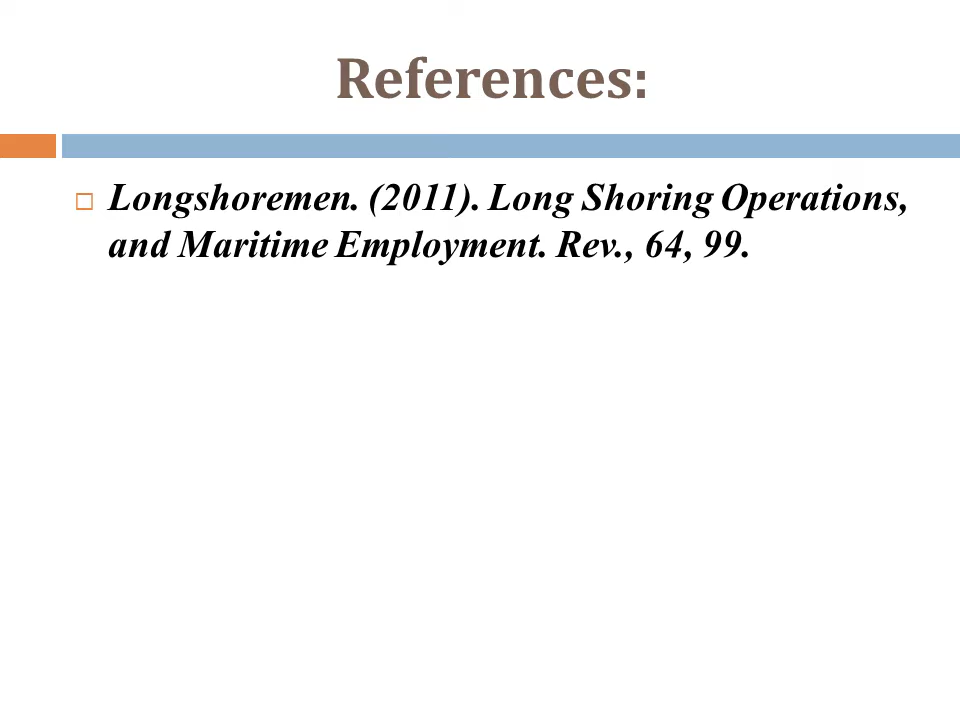 References:
Longshoremen. (2011). Long Shoring Operations,
and Maritime Employment. Rev., 64, 99.